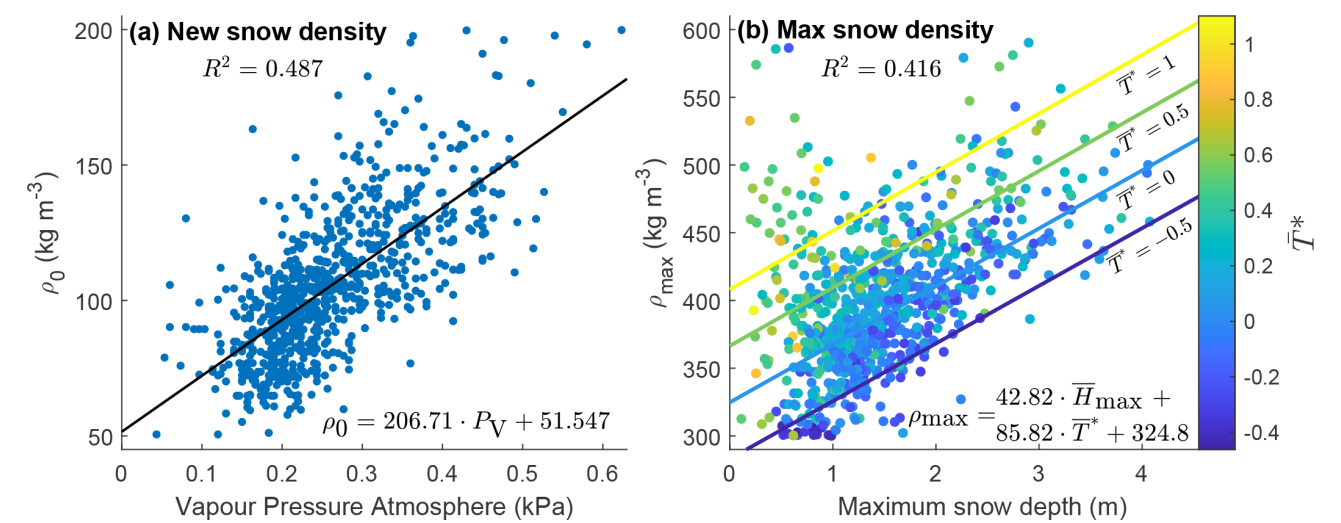 (a) New snow density
R² = 0.487
200
150
100
50
ρ₀ (kg m⁻³)
ρ₀ = 206.71 · P_V + 51.547
0
0.1
0.2
0.3
0.4
0.5
0.6
Vapour Pressure Atmosphere (kPa)
(b) Max snow density
R² = 0.416
600
550
500
450
400
350
300
ρmax (kg m⁻³)
T̅* = 1
T̅* = 0.5
T̅* = 0
T̅* = −0.5
ρmax = 42.82 · H̅max +
85.82 · T̅* + 324.8
0
1
2
3
4
Maximum snow depth (m)
1
0.8
0.6
0.4
0.2
0
-0.2
-0.4
T̅*